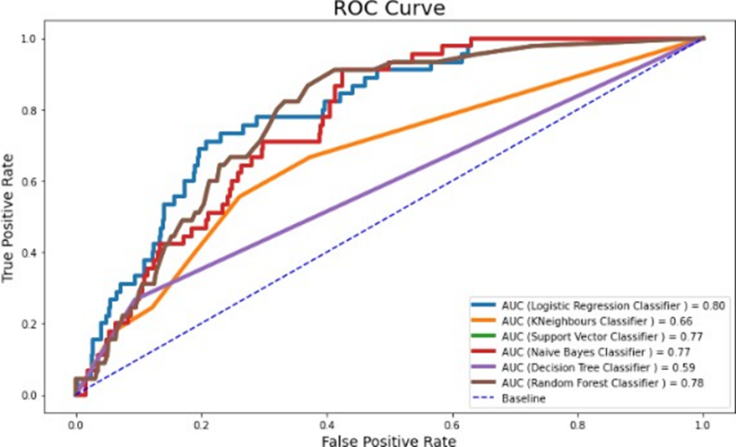 ROC Curve
1.0
0.8
0.6
0.4
0.2
0.0
True Positive Rate
AUC (Logistic Regression Classifier ) = 0.80
AUC (KNeighbours Classifier ) = 0.66
AUC (Support Vector Classifier ) = 0.77
AUC (Naive Bayes Classifier ) = 0.77
AUC (Decision Tree Classifier ) = 0.59
AUC (Random Forest Classifier ) = 0.78
Baseline
0.0 0.2 0.4 0.6 0.8 1.0
False Positive Rate